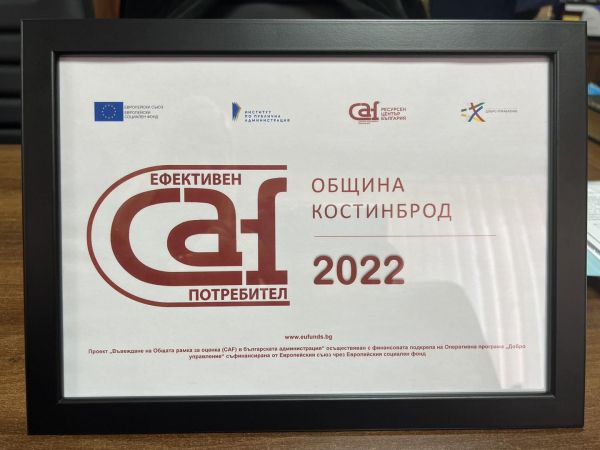 ЕВРОПЕЙСКИ СЪЮЗ
ЕВРОПЕЙСКИ
СОЦИАЛЕН ФОНД
ИНСТИТУТ
ПО ПУБЛИЧНА
АДМИНИСТРАЦИЯ
caf
РЕСУРСЕН
ЦЕНТЪР
БЪЛГАРИЯ
ДОБРО УПРАВЛЕНИЕ
ЕФЕКТИВЕН
caf
ПОТРЕБИТЕЛ
ОБЩИНА
КОСТИНБРОД
2022
www.eufunds.bg
Проект „Въвеждане на Общата рамка за оценка (CAF) в българската администрация" осъществяван с финансовата подкрепа на Оперативна програма „Добро
управление" съфинансирана от Европейския съюз чрез Европейския социален фонд